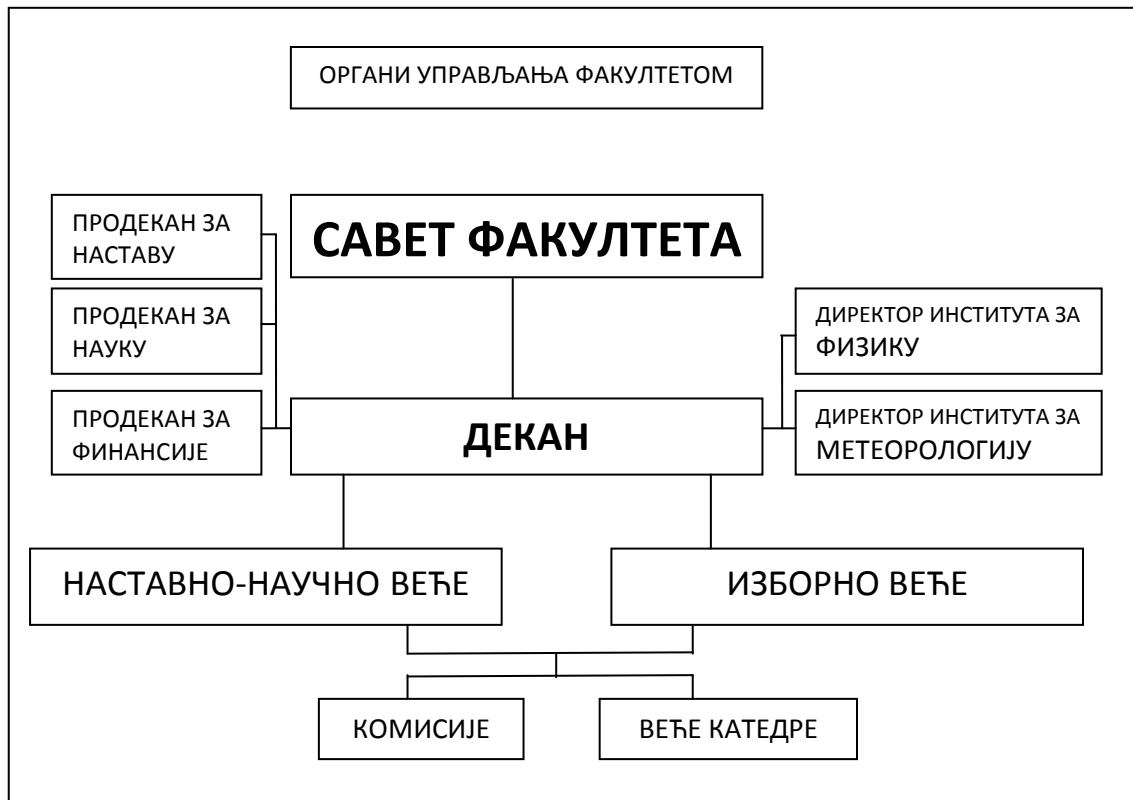 ОРГАНИ УПРАВЉАЊА ФАКУЛТЕТОМ
ПРОДЕКАН ЗА
НАСТАВУ
САВЕТ ФАКУЛТЕТА
ПРОДЕКАН ЗА
НАУКУ
ДИРЕКТОР ИНСТИТУТА ЗА
ФИЗИКУ
ПРОДЕКАН ЗА
ФИНАНСИЈЕ
ДЕКАН
ДИРЕКТОР ИНСТИТУТА ЗА
МЕТЕОРОЛОГИЈУ
НАСТАВНО-НАУЧНО ВЕЋЕ
ИЗБОРНО ВЕЋЕ
КОМИСИЈЕ
ВЕЋЕ КАТЕДРЕ